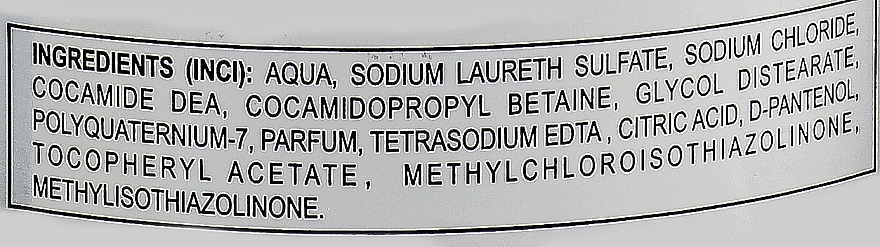 INGREDIENTS (INCI): AQUA, SODIUM LAURETH SULFATE, SODIUM CHLORIDE,
COCAMIDE DEA, COCAMIDOPROPYL BETAINE, GLYCOL DISTEARATE,
POLYQUATERNIUM-7, PARFUM, TETRASODIUM EDTA , CITRIC ACID, D-PANTENOL,
TOCOPHERYL ACETATE, METHYLCHLOROISOTHIAZOLINONE,
METHYLISOTHIAZOLINONE.